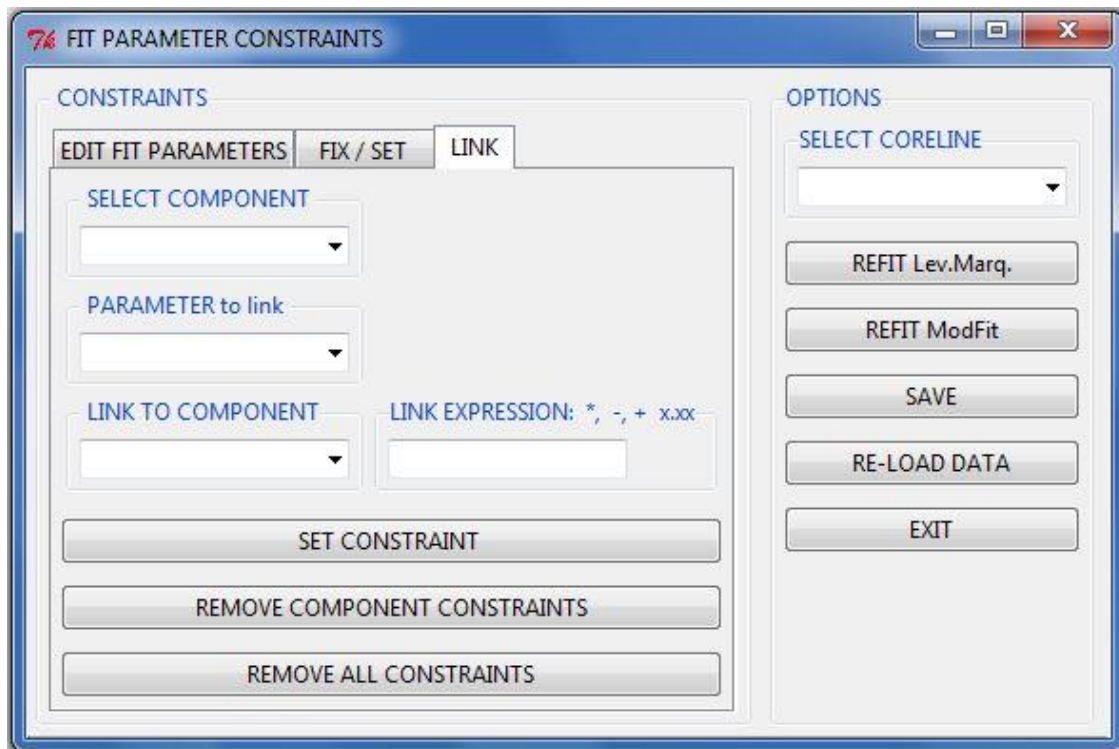 FIT PARAMETER CONSTRAINTS
CONSTRAINTS
EDIT FIT PARAMETERS
FIX / SET
LINK
SELECT COMPONENT
PARAMETER to link
LINK TO COMPONENT
LINK EXPRESSION: *, -, + x.xx
SET CONSTRAINT
REMOVE COMPONENT CONSTRAINTS
REMOVE ALL CONSTRAINTS
OPTIONS
SELECT CORELINE
REFIT Lev.Marq.
REFIT ModFit
SAVE
RE-LOAD DATA
EXIT